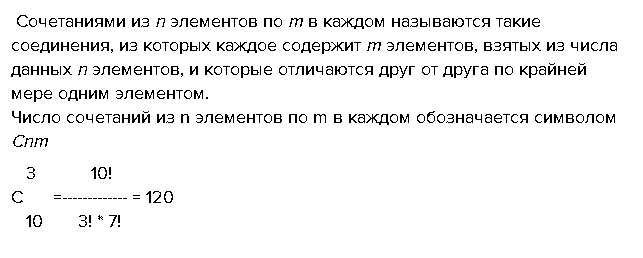 Сочетаниями из n элементов по m в каждом называются такие
соединения, из которых каждое содержит m элементов, взятых из числа
данных n элементов, и которые отличаются друг от друга по крайней
мере одним элементом.
Число сочетаний из n элементов по m в каждом обозначается символом
Cnm
3 10!
С =------------- = 120
10 3! * 7!